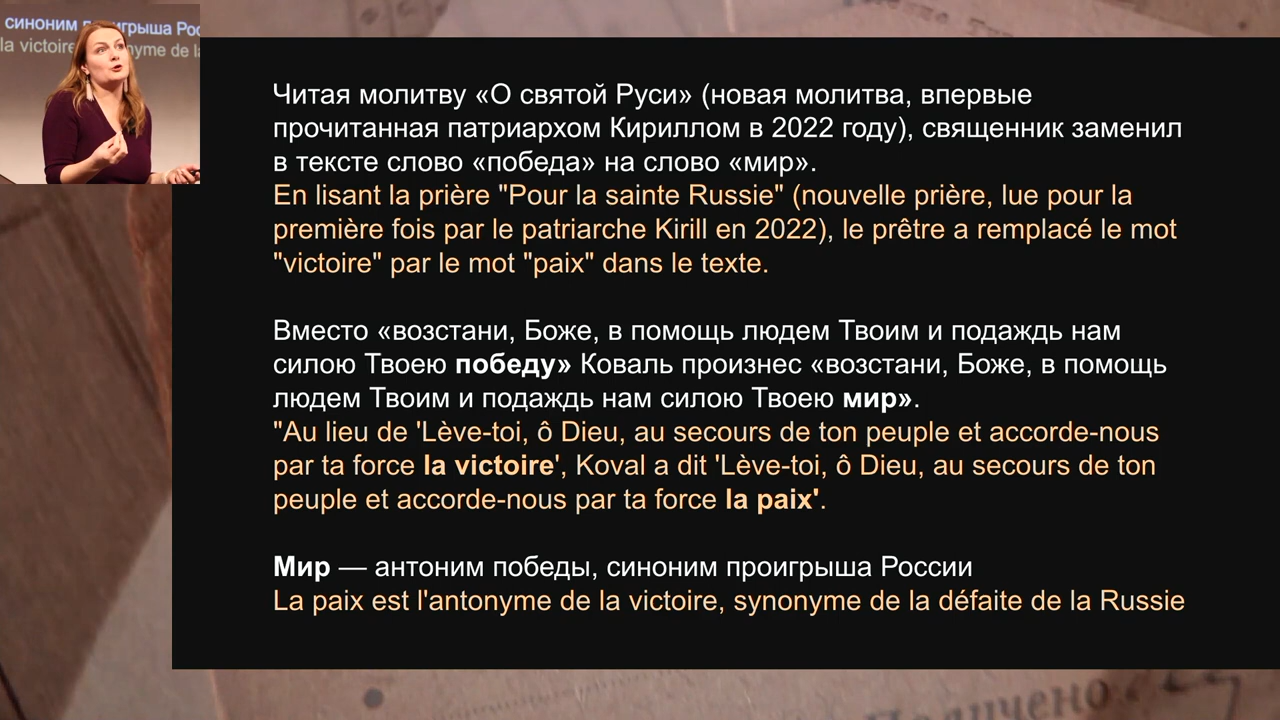 синоним проигрыша Рос
la victoire
nyme de la
Читая молитву «О святой Руси» (новая молитва, впервые
прочитанная патриархом Кириллом в 2022 году), священник заменил
в тексте слово «победа» на слово «мир».
En lisant la prière "Pour la sainte Russie" (nouvelle prière, lue pour la
première fois par le patriarche Kirill en 2022), le prêtre a remplacé le mot
"victoire" par le mot "paix" dans le texte.
Вместо «возстани, Боже, в помощь людем Твоим и подаждь нам
силою Твоею победу» Коваль произнес «возстани, Боже, в помощь
людем Твоим и подаждь нам силою Твоею мир».
"Au lieu de 'Lève-toi, ô Dieu, au secours de ton peuple et accorde-nous
par ta force la victoire', Koval a dit 'Lève-toi, ô Dieu, au secours de ton
peuple et accorde-nous par ta force la paix'.
Мир — антоним победы, синоним проигрыша России
La paix est l'antonyme de la victoire, synonyme de la défaite de la Russie